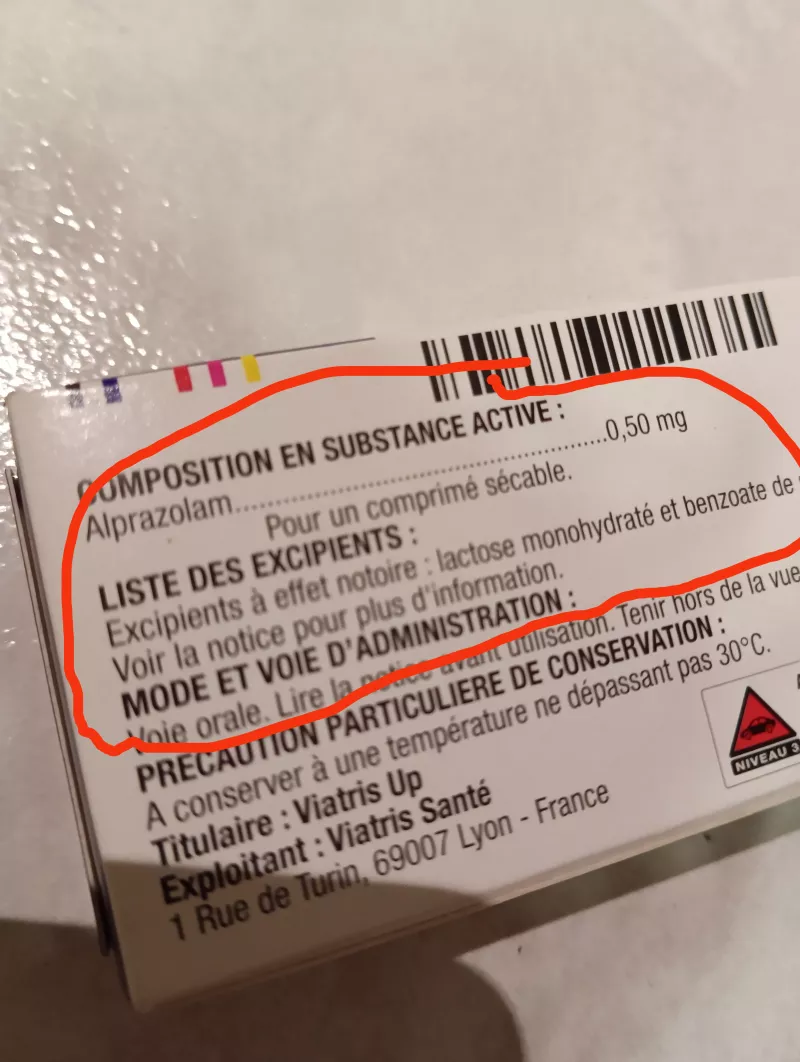 COMPOSITION EN SUBSTANCE ACTIVE :
Alprazolam..........................................................0,50 mg
Pour un comprimé sécable.
LISTE DES EXCIPIENTS :
Excipients à effet notoire : lactose monohydraté et benzoate de
Voir la notice pour plus d'information.
MODE ET VOIE D'ADMINISTRATION :
Voie orale. Lire la notice avant utilisation. Tenir hors de la vue
PRÉCAUTION PARTICULIERE DE CONSERVATION :
A conserver à une température ne dépassant pas 30°C.
Titulaire : Viatris Up
Exploitant : Viatris Santé
1 Rue de Turin, 69007 Lyon - France
NIVEAU 3